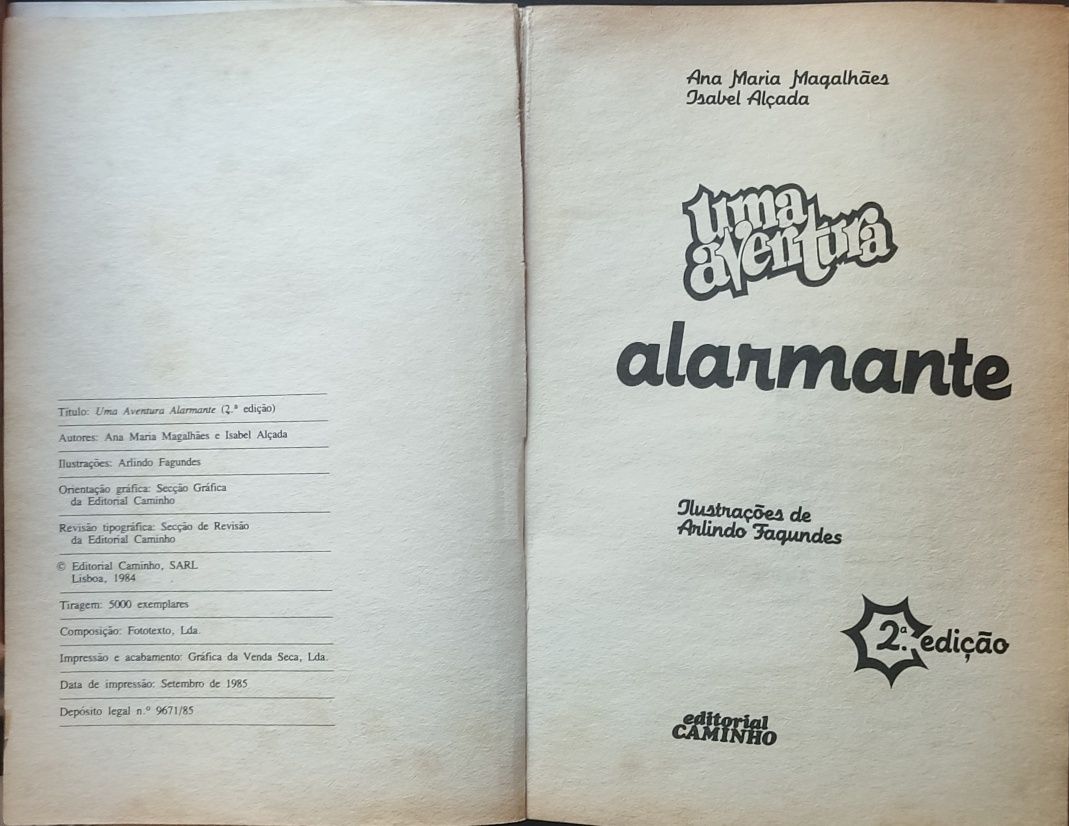 Título: Uma Aventura Alarmante (2.ª edição)
Autores: Ana Maria Magalhães e Isabel Alçada
Ilustrações: Arlindo Fagundes
Orientação gráfica: Secção Gráfica
da Editorial Caminho
Revisão tipográfica: Secção de Revisão
da Editorial Caminho
© Editorial Caminho, SARL
Lisboa, 1984
Tiragem: 5000 exemplares
Composição: Fototexto, Lda.
Impressão e acabamento: Gráfica da Venda Seca, Lda.
Data de impressão: Setembro de 1985
Depósito legal n.º 9671/85
Ana Maria Magalhães
Isabel Alçada
uma
aventura
alarmante
Ilustrações de
Arlindo Fagundes
2.ª edição
editorial
CAMINHO